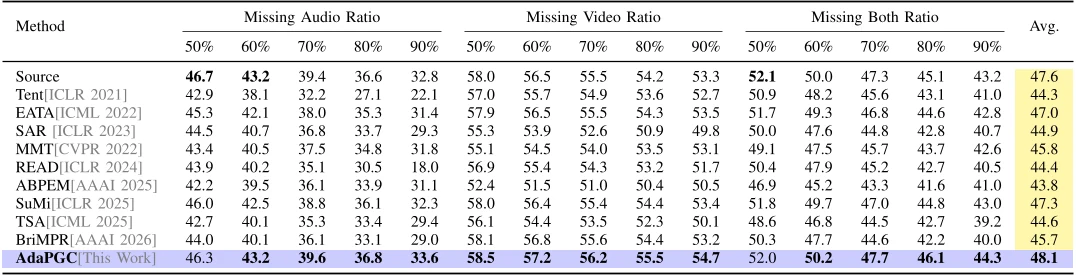 Method Missing Audio Ratio Missing Video Ratio Missing Both Ratio Avg.
50% 60% 70% 80% 90% 50% 60% 70% 80% 90% 50% 60% 70% 80% 90%
Source 46.7 43.2 39.4 36.6 32.8 58.0 56.5 55.5 54.2 53.3 52.1 50.0 47.3 45.1 43.2 47.6
Tent[ICLR 2021] 42.9 38.1 32.2 27.1 22.1 57.0 55.7 54.9 53.6 52.7 50.9 48.2 45.6 43.1 41.0 44.3
EATA[ICML 2022] 45.3 42.1 38.0 35.3 31.4 57.9 56.5 55.5 54.3 53.5 51.7 49.3 46.8 44.6 42.8 47.0
SAR [ICLR 2023] 44.5 40.7 36.8 33.7 29.3 55.3 53.9 52.6 50.9 49.8 50.0 47.6 44.8 42.8 40.7 44.9
MMT[CVPR 2022] 43.4 40.5 37.5 34.8 31.8 55.1 54.5 54.0 53.5 53.1 49.1 47.5 45.7 43.7 42.6 45.8
READ[ICLR 2024] 43.9 40.2 35.1 30.5 18.0 56.9 55.4 54.3 53.2 51.7 50.4 47.9 45.2 42.7 40.5 44.4
ABPEM[AAAI 2025] 42.2 39.5 36.1 33.9 31.1 52.4 51.5 51.0 50.4 50.5 46.9 45.2 43.3 41.6 41.0 43.8
SuMi[ICLR 2025] 46.0 42.5 38.8 36.1 32.3 58.0 56.4 55.4 54.4 53.4 51.8 49.7 47.0 44.8 43.0 47.3
TSA[ICML 2025] 42.7 40.1 35.3 33.4 29.4 56.1 54.4 53.5 52.3 50.1 48.6 46.8 44.5 42.7 39.2 44.6
BriMPR[AAAI 2026] 44.0 40.1 36.1 33.1 29.0 58.1 56.8 55.6 54.4 53.2 50.3 47.7 44.6 42.2 40.0 45.7
AdaPGC[This Work] 46.3 43.2 39.6 36.8 33.6 58.5 57.2 56.2 55.5 54.7 52.0 50.2 47.7 46.1 44.3 48.1